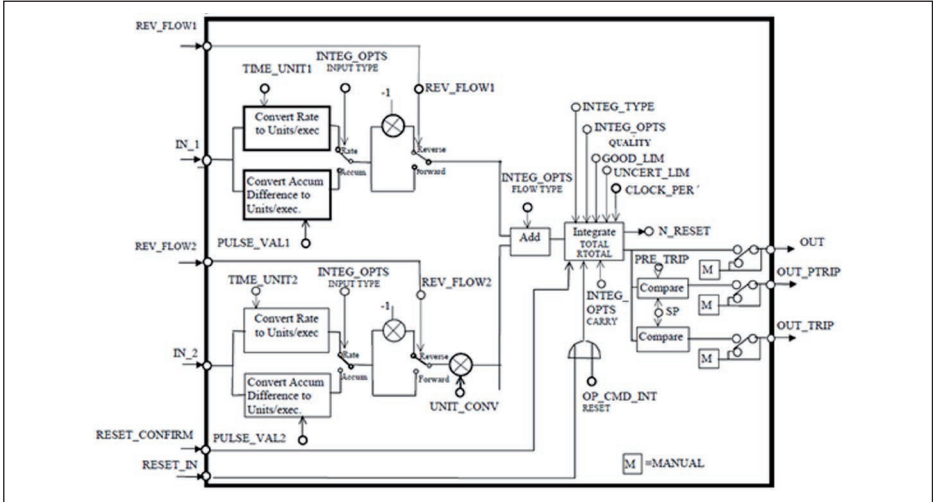 REV_FLOW1
INTEG_OPTS
INPUT TYPE
TIME_UNIT1
REV_FLOW1
-1
Convert Rate
to Units/exec
IN_1
Rate
Accum
Reverse
Forward
Convert Accum
Difference to
Units/exec.
PULSE_VAL1
INTEG_TYPE
INTEG_OPTS
QUALITY
GOOD_LIM
UNCERT_LIM
CLOCK_PER
INTEG_OPTS
FLOW TYPE
Add
Integrate
TOTAL
RTOTAL
N_RESET
OUT
REV_FLOW2
TIME_UNIT2
INTEG_OPTS
INPUT TYPE
REV_FLOW2
-1
Convert Rate
to Units/exec
IN_2
Rate
Accum
Reverse
Forward
Convert Accum
Difference to
Units/exec.
PULSE_VAL2
UNIT_CONV
INTEG_
OPTS
CARRY
PRE_TRIP
Compare
SP
Compare
M
OUT_PTRIP
M
OUT_TRIP
M
OP_CMD_INT
RESET
RESET_CONFIRM
RESET_IN
M =MANUAL